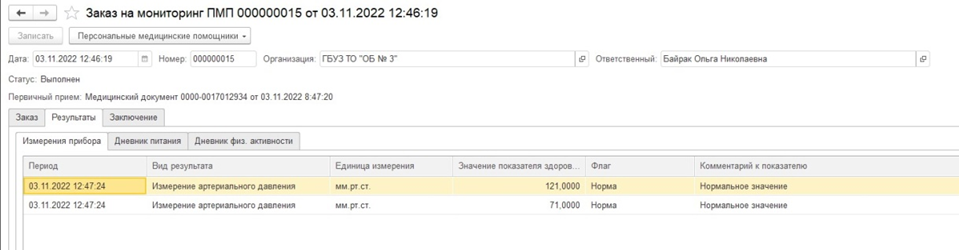 Заказ на мониторинг ПМП 000000015 от 03.11.2022 12:46:19
Записать Персональные медицинские помощники
Дата: 03.11.2022 12:46:19 Номер: 000000015 Организация: ГБУЗ ТО "ОБ № 3" Ответственный: Байрак Ольга Николаевна
Статус: Выполнен
Первичный прием: Медицинский документ 0000-0017012934 от 03.11.2022 8:47:20
Заказ Результаты Заключение
Измерения прибора Дневник питания Дневник физ. активности
Период Вид результата Единица измерения Значение показателя здоров... Флаг Комментарий к показателю
03.11.2022 12:47:24 Измерение артериального давления мм.рт.ст. 121,0000 Норма Нормальное значение
03.11.2022 12:47:24 Измерение артериального давления мм.рт.ст. 71,0000 Норма Нормальное значение